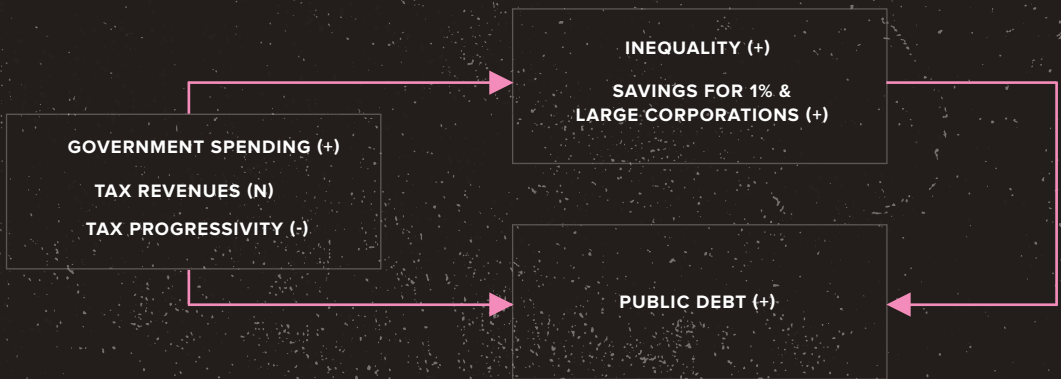 GOVERNMENT SPENDING (+)
TAX REVENUES (N)
TAX PROGRESSIVITY (-)
INEQUALITY (+)
SAVINGS FOR 1% &
LARGE CORPORATIONS (+)
PUBLIC DEBT (+)